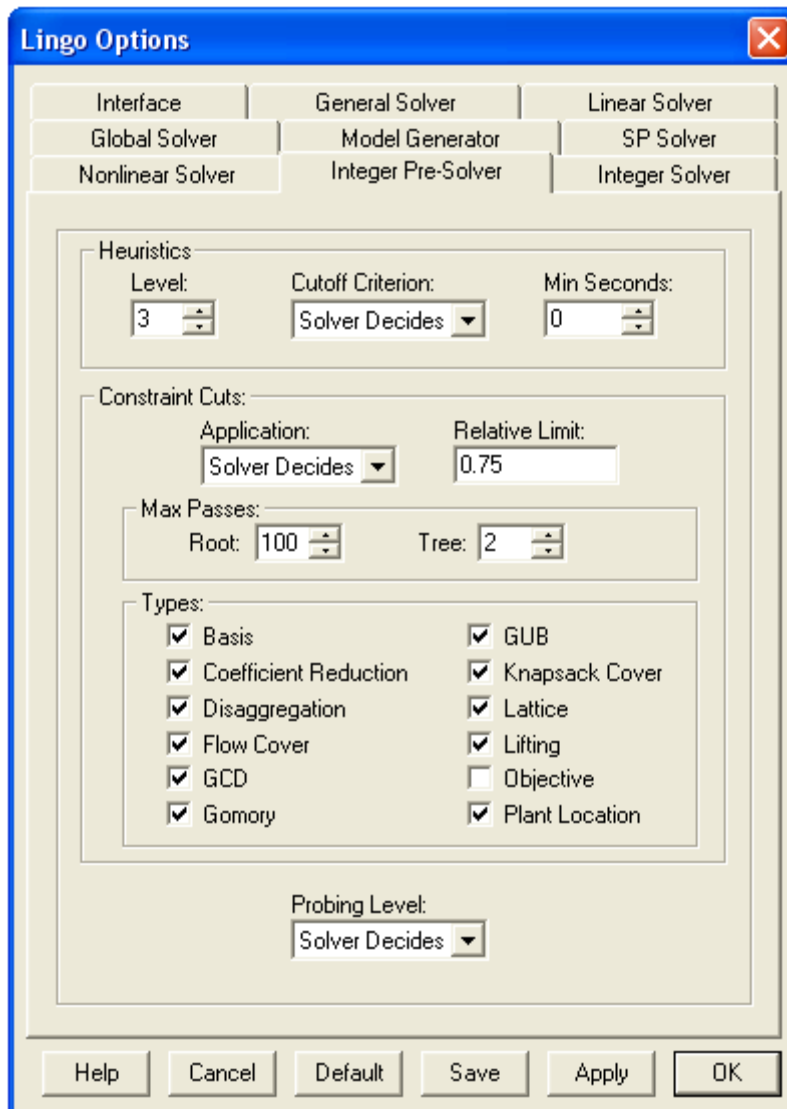 Lingo Options
Interface General Solver Linear Solver
Global Solver Model Generator SP Solver
Nonlinear Solver Integer Pre-Solver Integer Solver
Heuristics
Level: Cutoff Criterion: Min Seconds:
3 Solver Decides 0
Constraint Cuts:
Application: Relative Limit:
Solver Decides 0.75
Max Passes:
Root: 100 Tree: 2
Types:
Basis GUB
Coefficient Reduction Knapsack Cover
Disaggregation Lattice
Flow Cover Lifting
GCD Objective
Gomory Plant Location
Probing Level:
Solver Decides
Help Cancel Default Save Apply OK